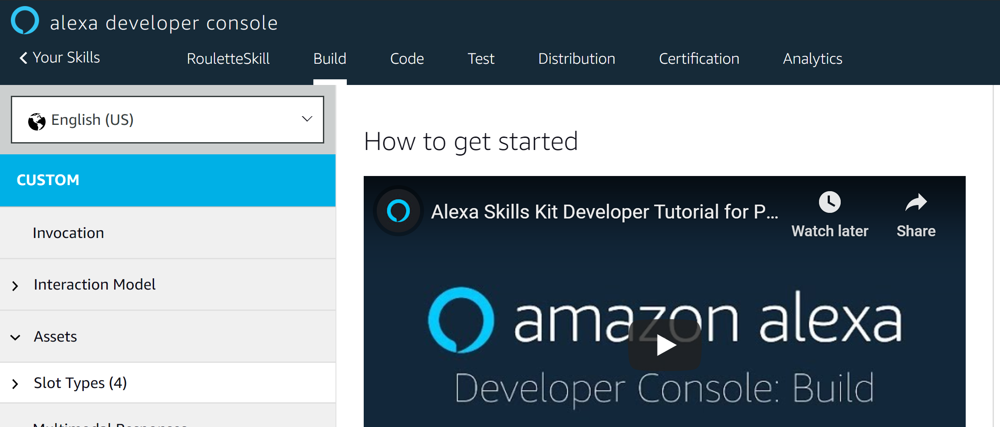 alexa developer console
Your Skills
RouletteSkill
Build
Code
Test
Distribution
Certification
Analytics
English (US)
CUSTOM
Invocation
Interaction Model
Assets
Slot Types (4)
Multimodal Responses
How to get started
Alexa Skills Kit Developer Tutorial for P...
Watch later
Share
amazon alexa
Developer Console: Build